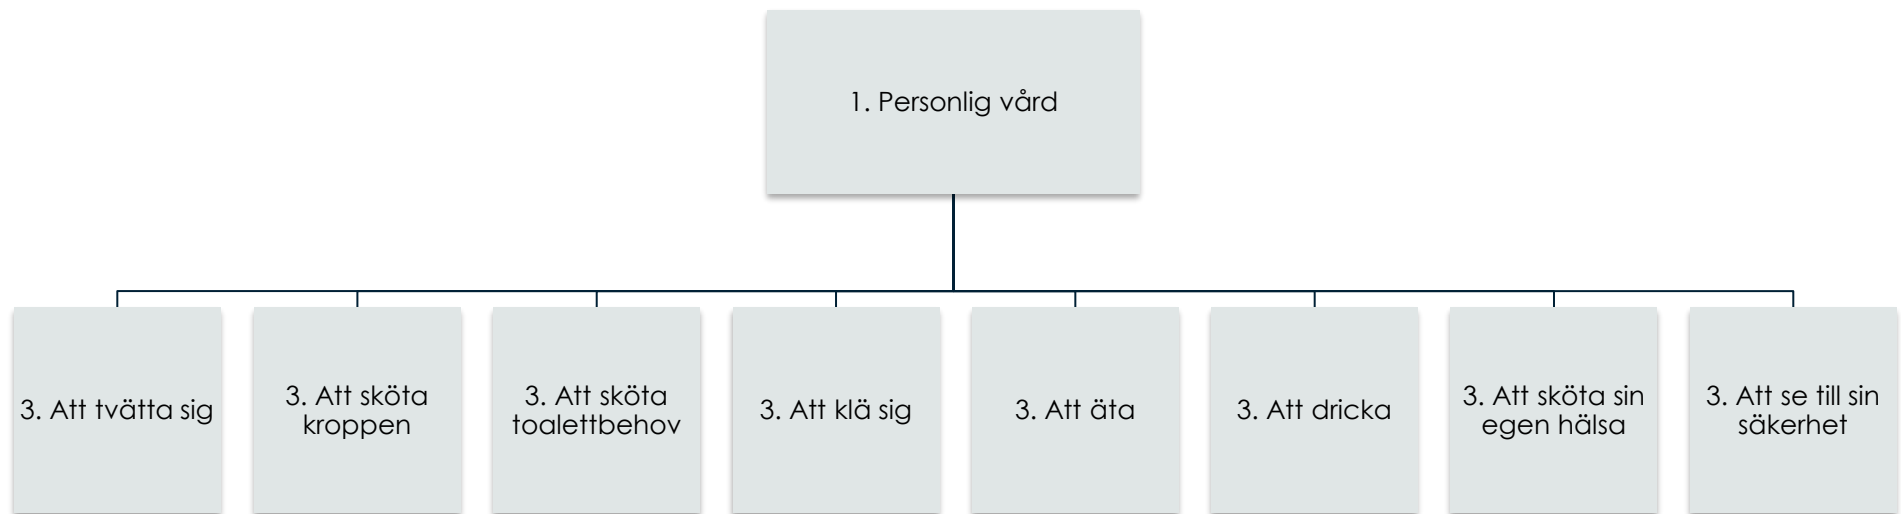 1. Personlig vård
3. Att tvätta sig
3. Att sköta
kroppen
3. Att sköta
toalettbehov
3. Att klä sig
3. Att äta
3. Att dricka
3. Att sköta sin
egen hälsa
3. Att se till sin
säkerhet